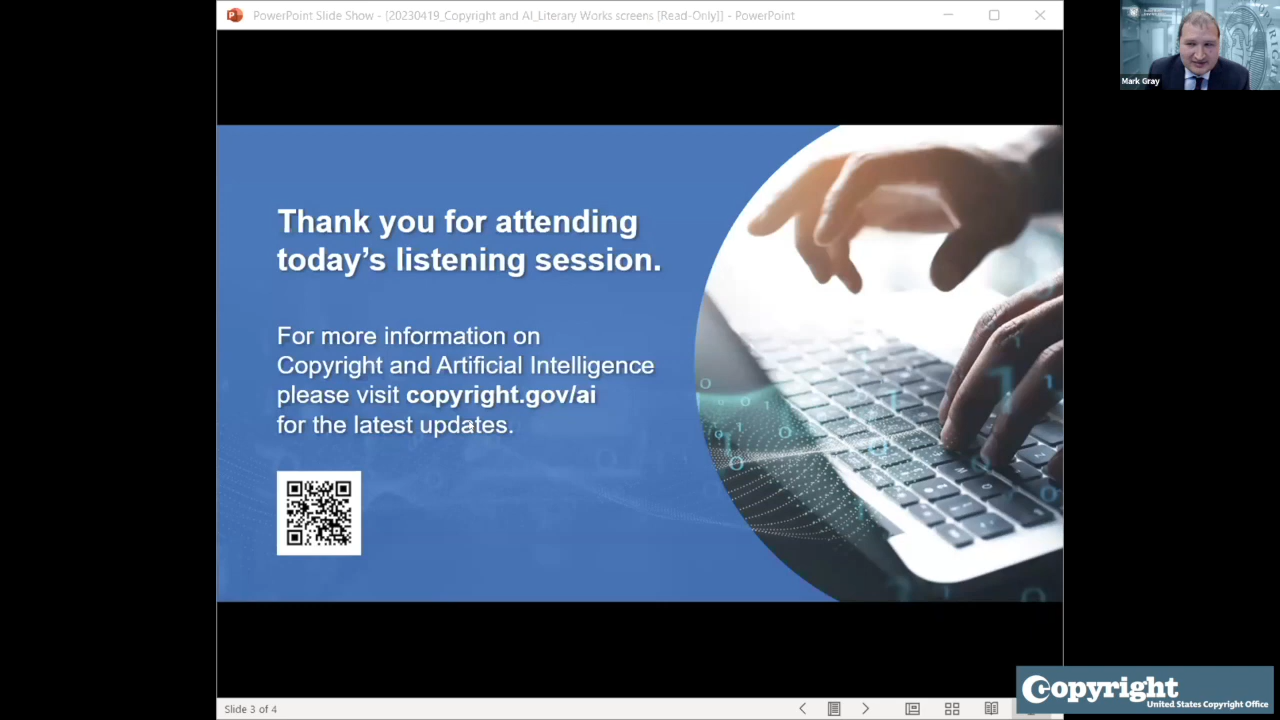 PowerPoint Slide Show - [20230419_Copyright and AI_Literary Works screens [Read-Only]] - PowerPoint
Mark Gray
Thank you for attending
today's listening session.
For more information on
Copyright and Artificial Intelligence
please visit copyright.gov/ai
for the latest updates.
Slide 3 of 4
Copyright
United States Copyright Office